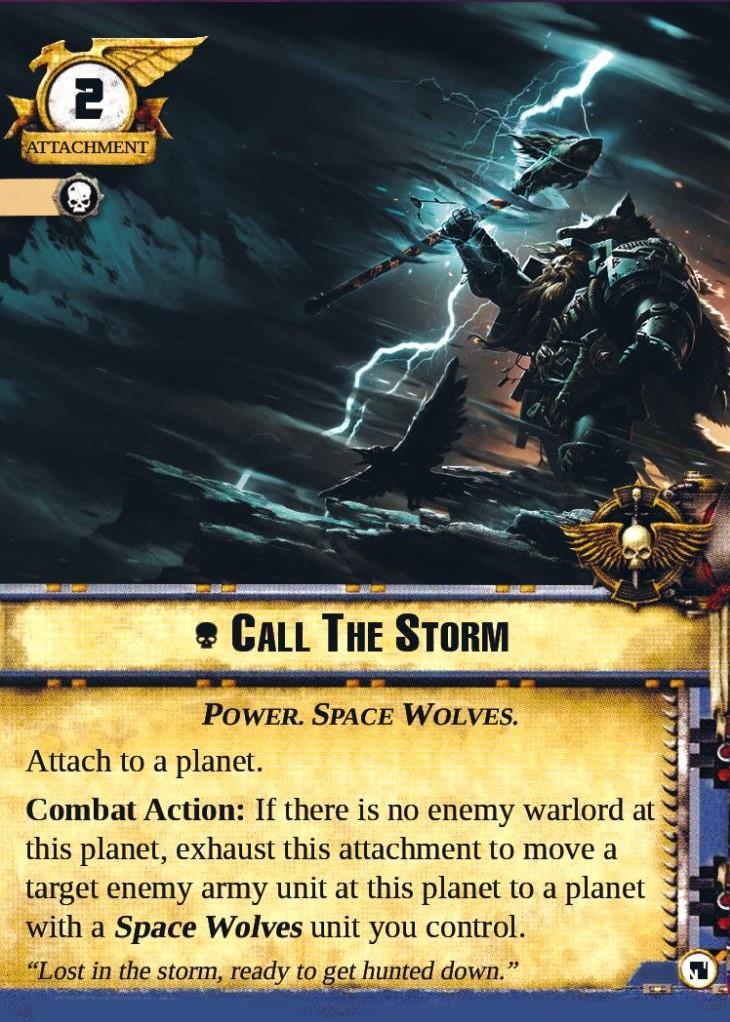 2
ATTACHMENT
CALL THE STORM
POWER. SPACE WOLVES.
Attach to a planet.
Combat Action: If there is no enemy warlord at
this planet, exhaust this attachment to move a
target enemy army unit at this planet to a planet
with a Space Wolves unit you control.
“Lost in the storm, ready to get hunted down.”